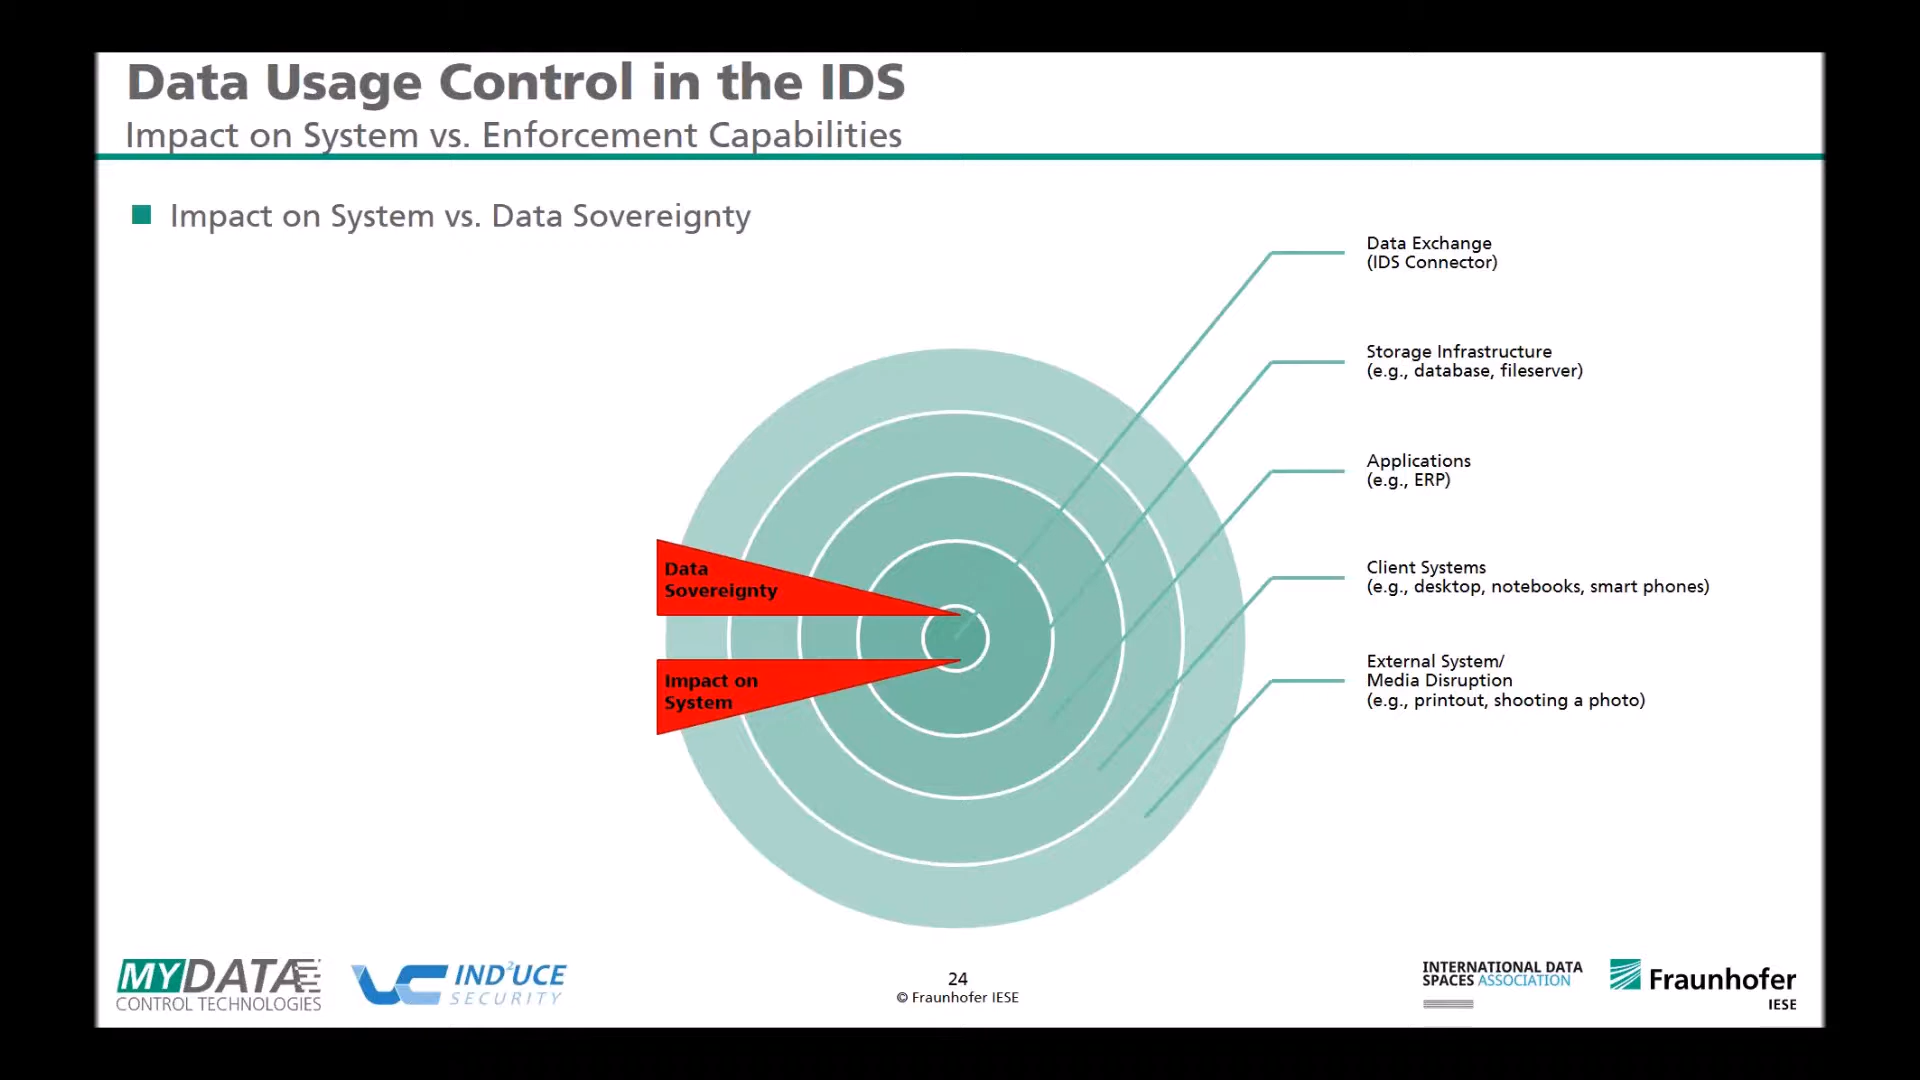 Data Usage Control in the IDS
Impact on System vs. Enforcement Capabilities
Impact on System vs. Data Sovereignty
Data Exchange
(IDS Connector)
Storage Infrastructure
(e.g., database, fileserver)
Applications
(e.g., ERP)
Client Systems
(e.g., desktop, notebooks, smart phones)
External System/
Media Disruption
(e.g., printout, shooting a photo)
Data
Sovereignty
Impact on
System
MYDATA
CONTROL TECHNOLOGIES
IND²UCE
SECURITY
24
© Fraunhofer IESE
INTERNATIONAL DATA
SPACES ASSOCIATION
Fraunhofer
IESE